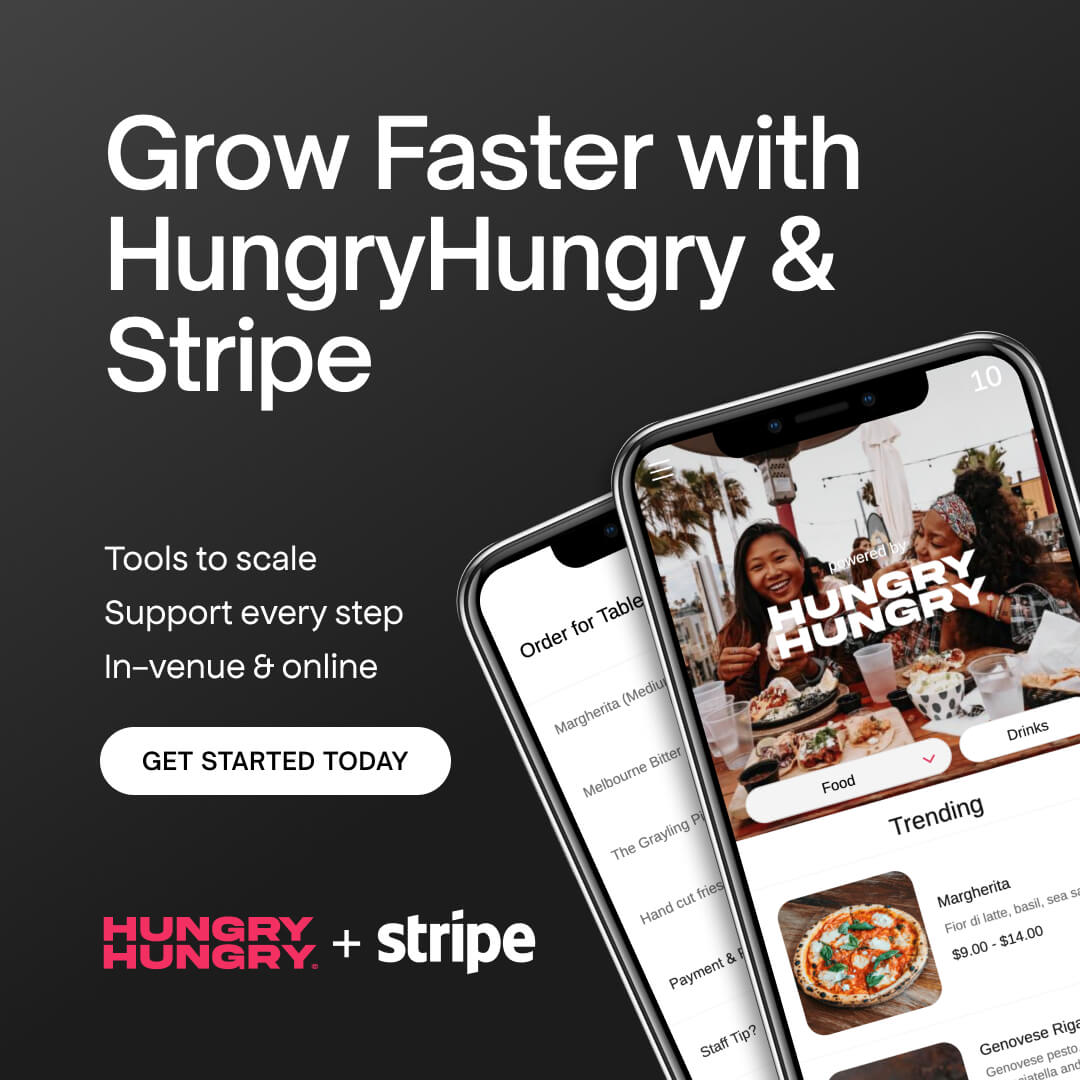 Grow Faster with
HungryHungry &
Stripe
Tools to scale
Support every step
In-venue & online
GET STARTED TODAY
HUNGRY
HUNGRY
+ stripe
Order for Table
Margherita (Mediu
Melbourne Bitter
The Grayling Pi
Hand cut fries
Payment &
Staff Tip?
10
powered by
HUNGRY
HUNGRY
Food
Drinks
Trending
Margherita
Fior di latte, basil, sea sa
$9.00 - $14.00
Genovese Riga
Genovese pesto,
ciatella and